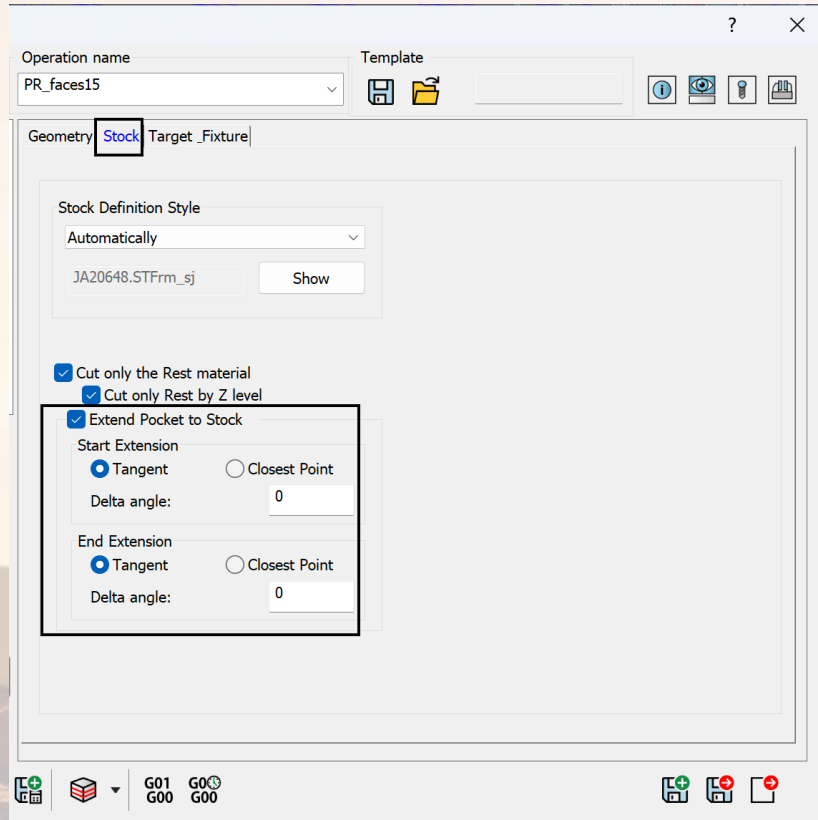 ?
Operation name
Template
PR_faces15
Geometry Stock Target _Fixture
Stock Definition Style
Automatically
JA20648.STFrm_sj
Show
Cut only the Rest material
Cut only Rest by Z level
Extend Pocket to Stock
Start Extension
Tangent
Closest Point
Delta angle:
0
End Extension
Tangent
Closest Point
Delta angle:
0
G01 G00
G00 G00